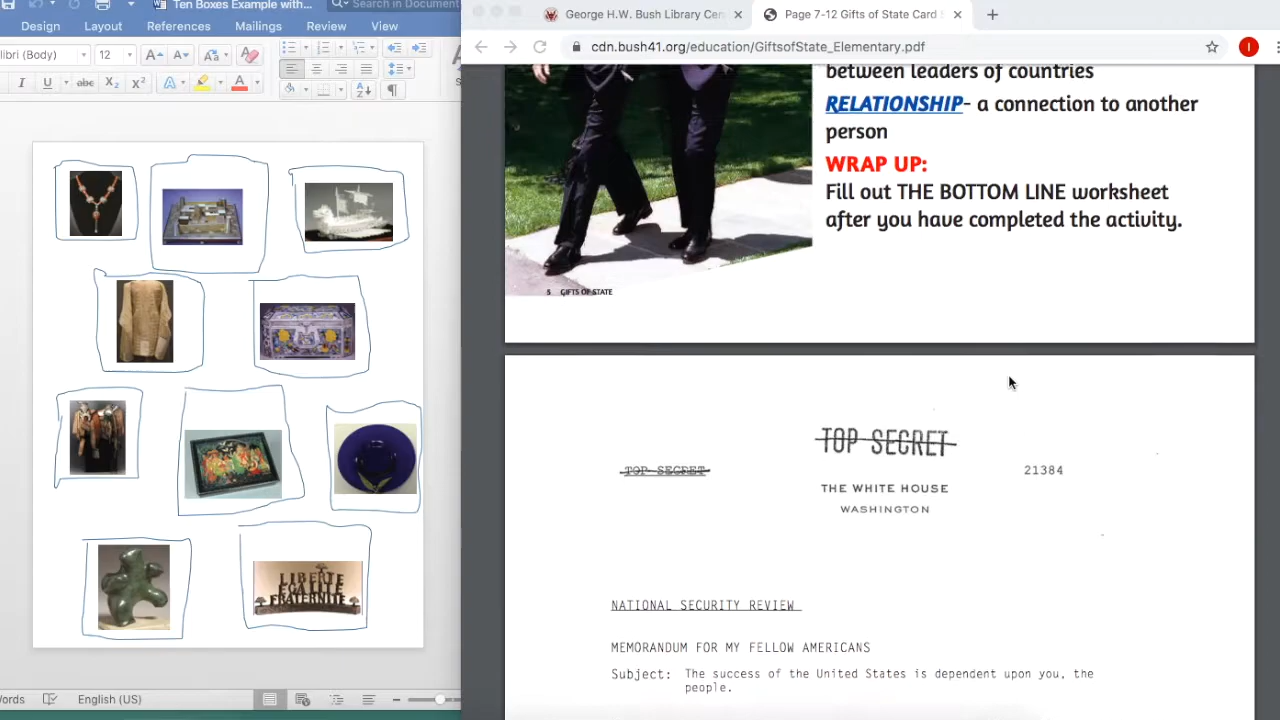 Ten Boxes Example with...
Search in Document
Design
References
Mailings
Review
View
George H.W. Bush Library Cen
Page 7-12 Gifts of State Card S
cdn.bush41.org/education/GiftsofState_Elementary.pdf
12
English (US)
LIBERTE
EGALITE
FRATERNITE
between leaders of countries
RELATIONSHIP- a connection to another
person
WRAP UP:
Fill out THE BOTTOM LINE worksheet
after you have completed the activity.
5 GIFTS OF STATE
TOP SECRET
TOP SECRET
21384
THE WHITE HOUSE
WASHINGTON
NATIONAL SECURITY REVIEW
MEMORANDUM FOR MY FELLOW AMERICANS
Subject: The success of the United States is dependent upon you, the
people.